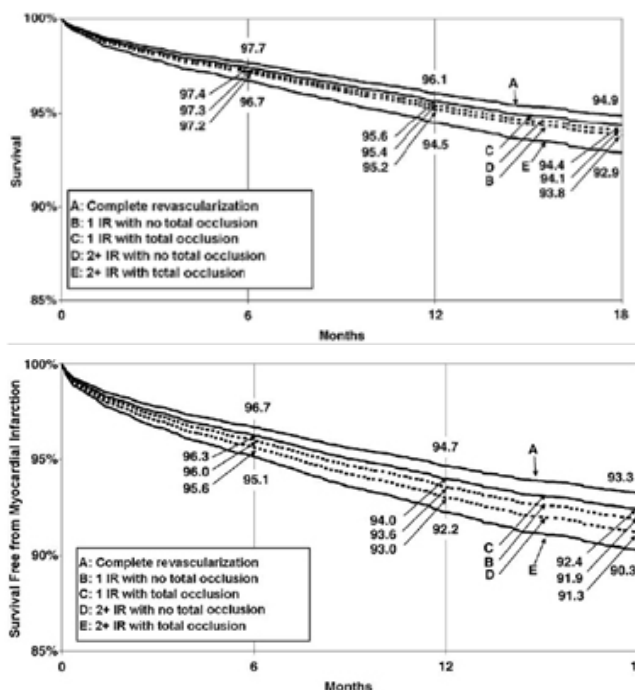 100%
97.7
96.1
94.9
A
95%
97.4
97.3
97.2
96.7
95.6
95.4
95.2
94.5
C
D
B
E
94.4
94.1
93.8
92.9
Survival
90%
A: Complete revascularization
B: 1 IR with no total occlusion
C: 1 IR with total occlusion
D: 2+ IR with no total occlusion
E: 2+ IR with total occlusion
85%
0
6
12
18
Months
100%
96.7
94.7
93.3
A
95%
96.3
96.0
95.6
95.1
94.0
93.6
93.0
92.2
C
B
D
E
92.4
91.9
91.3
90.3
Survival Free from Myocardial Infarction
90%
A: Complete revascularization
B: 1 IR with no total occlusion
C: 1 IR with total occlusion
D: 2+ IR with no total occlusion
E: 2+ IR with total occlusion
85%
0
6
12
Months